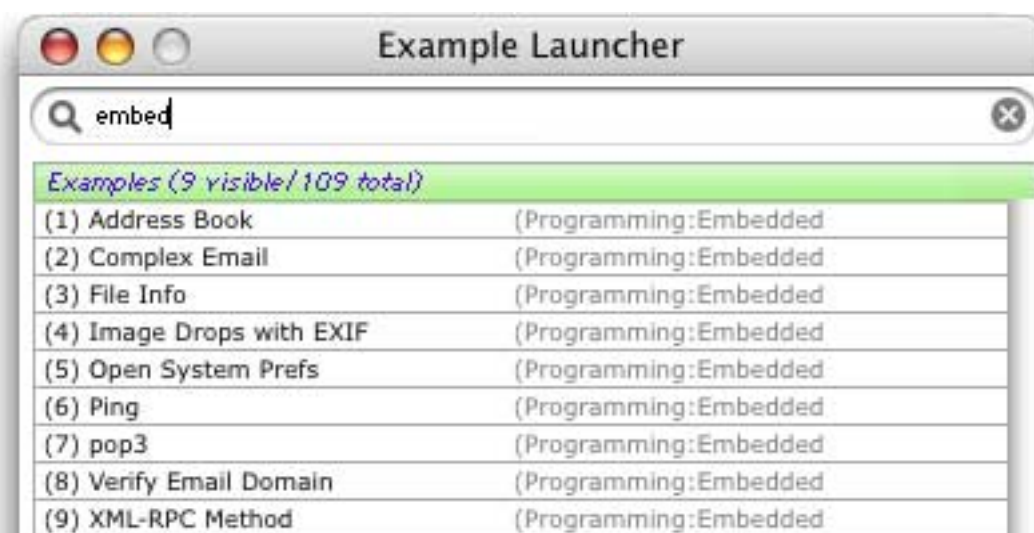 Example Launcher
embed
Examples (9 visible/109 total)
(1) Address Book (Programming:Embedded
(2) Complex Email (Programming:Embedded
(3) File Info (Programming:Embedded
(4) Image Drops with EXIF (Programming:Embedded
(5) Open System Prefs (Programming:Embedded
(6) Ping (Programming:Embedded
(7) pop3 (Programming:Embedded
(8) Verify Email Domain (Programming:Embedded
(9) XML-RPC Method (Programming:Embedded